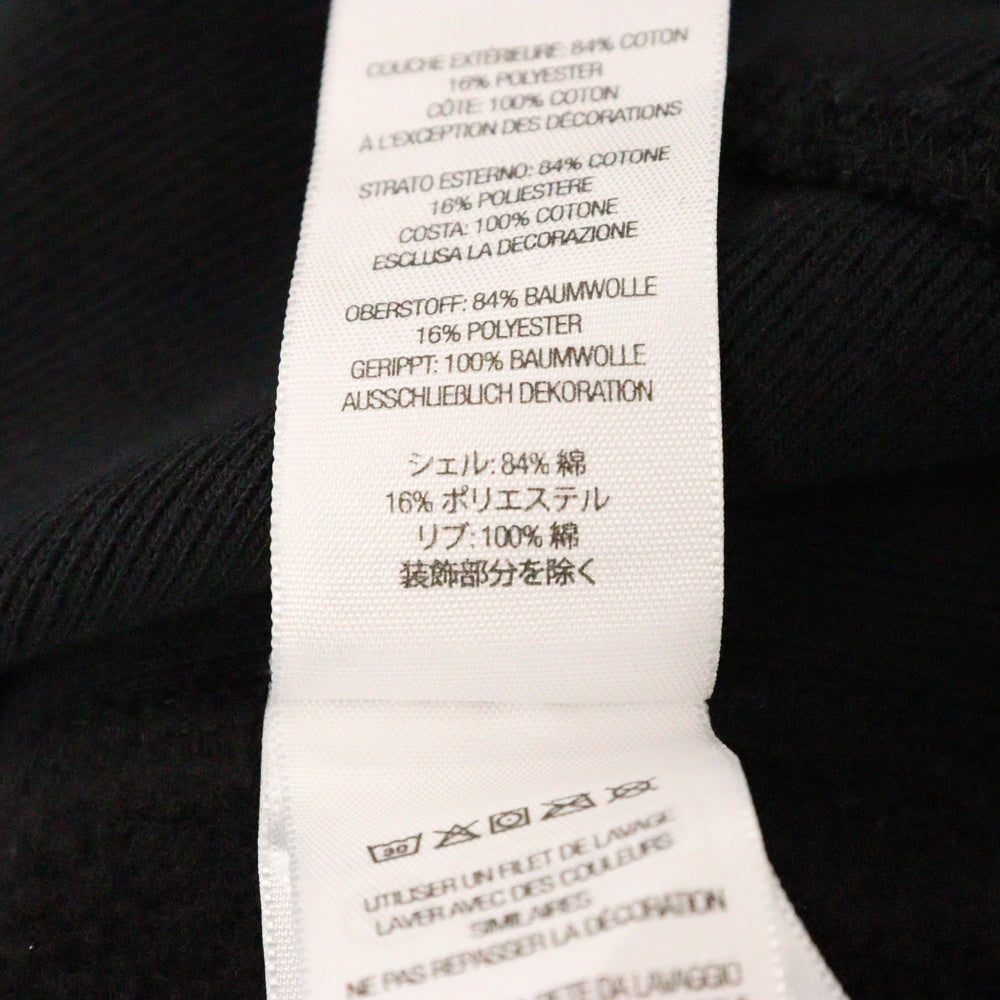 COUCHE EXTÉRIEURE: 84% COTON
16% POLYESTER
CÔTE: 100% COTON
À L'EXCEPTION DES DÉCORATIONS
STRATO ESTERNO: 84% COTONE
16% POLIESTERE
COSTA: 100% COTONE
ESCLUSA LA DECORAZIONE
OBERSTOFF: 84% BAUMWOLLE
16% POLYESTER
GERIPPT: 100% BAUMWOLLE
AUSSCHLIEBLICH DEKORATION
シェル: 84% 綿
16% ポリエステル
リブ: 100% 綿
装飾部分を除く
30
UTILISER UN FILET DE LAVAGE
LAVER AVEC DES COULEURS
SIMILAIRES
NE PAS REPASSER LA DÉCORATION
RETE DA LAVAGGIO